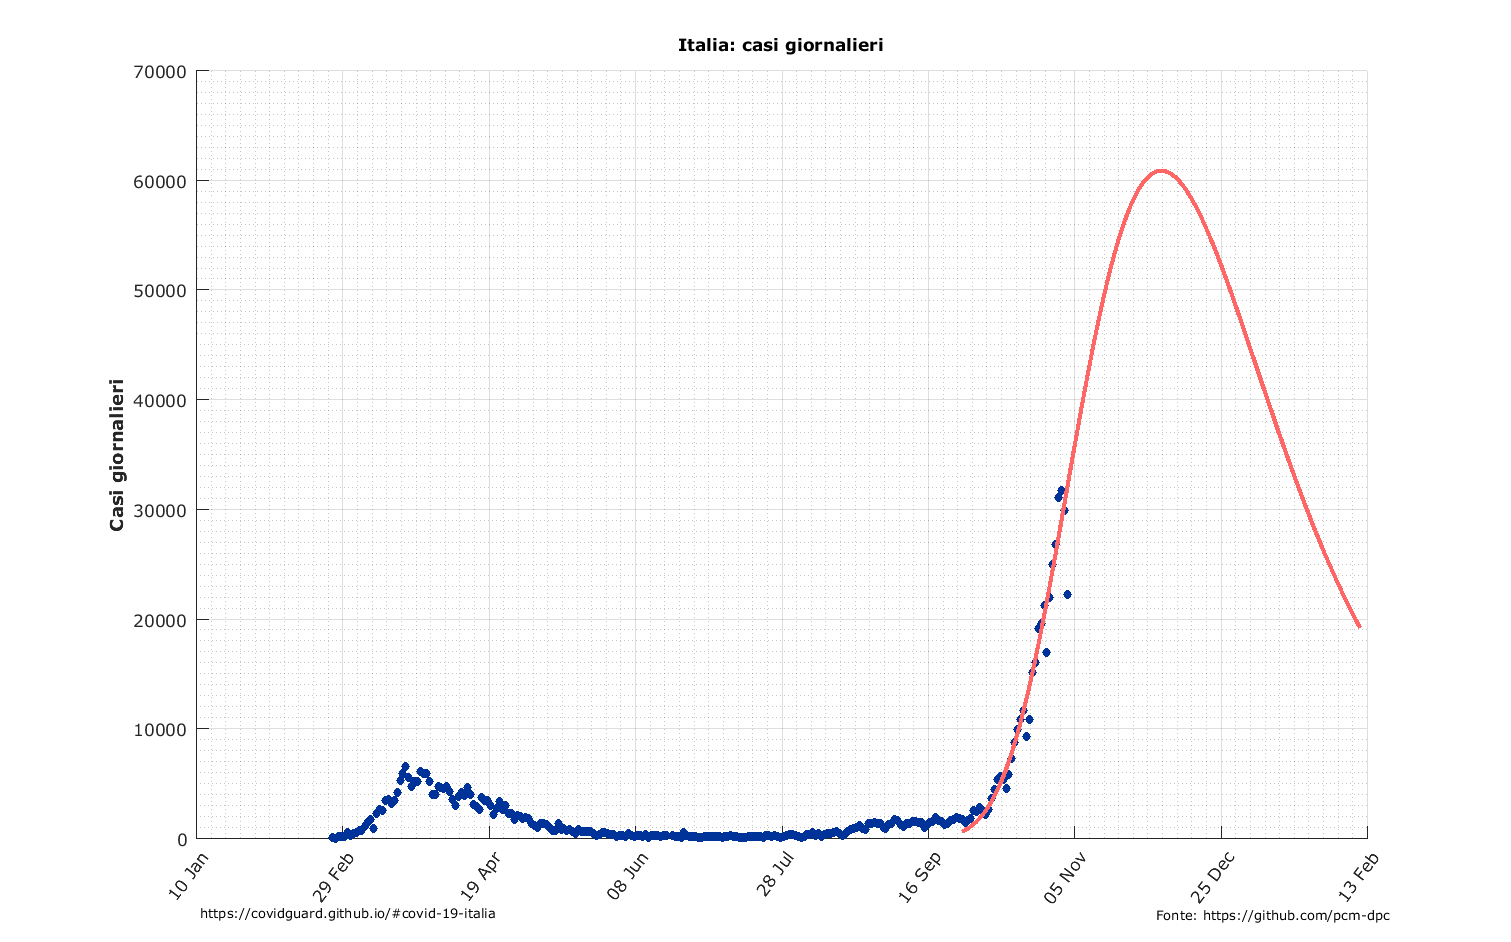 Italia: casi giornalieri
70000
60000
50000
40000
30000
20000
10000
0
Casi giornalieri
10 Jan
29 Feb
19 Apr
08 Jun
28 Jul
16 Sep
05 Nov
25 Dec
13 Feb
https://covidguard.github.io/#covid-19-italia
Fonte: https://github.com/pcm-dpc